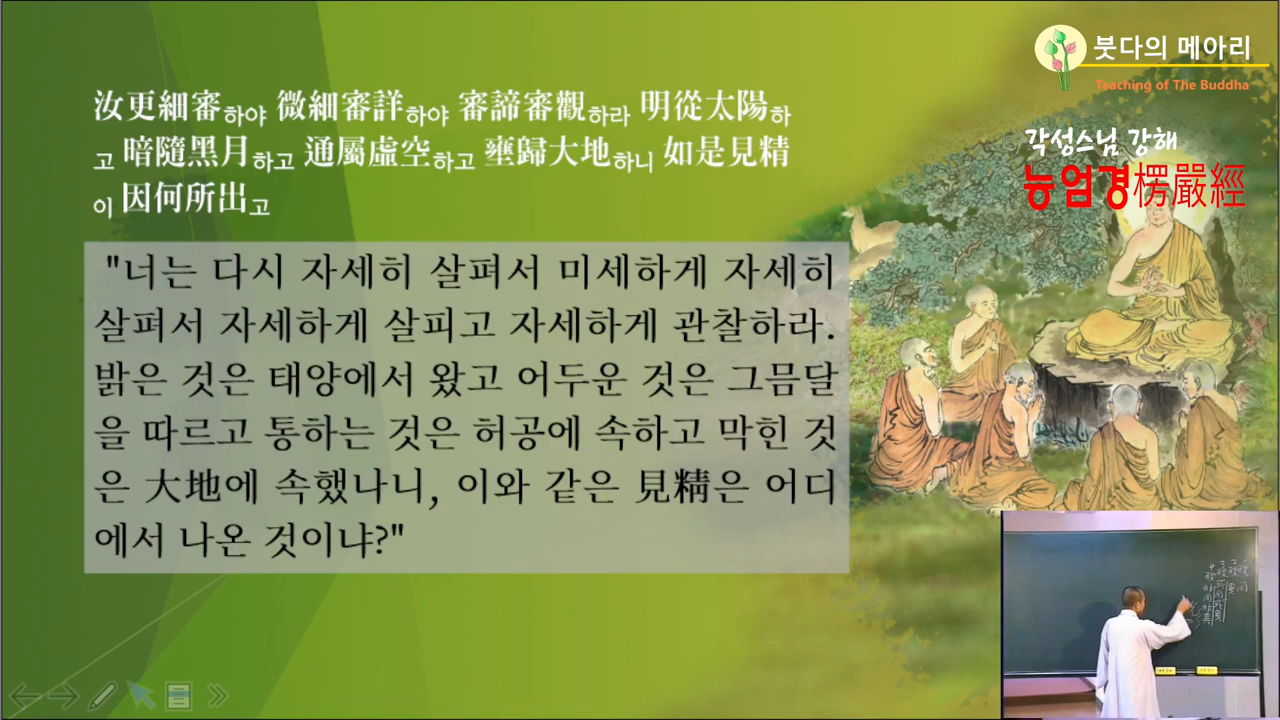 붓다의 메아리
Teaching of The Buddha
각성스님 강해
능엄경楞嚴經
汝更細審하야 微細審詳하야 審諦審觀하라 明從太陽하
고 暗隨黑月하고 通屬虛空하고 壅歸大地하니 如是見精
이 因何所出고
"너는 다시 자세히 살펴서 미세하게 자세히
살펴서 자세하게 살피고 자세하게 관찰하라.
밝은 것은 태양에서 왔고 어두운 것은 그믐달
을 따르고 통하는 것은 허공에 속하고 막힌 것
은 大地에 속했나니, 이와 같은 見精은 어디
에서 나온 것이냐?"